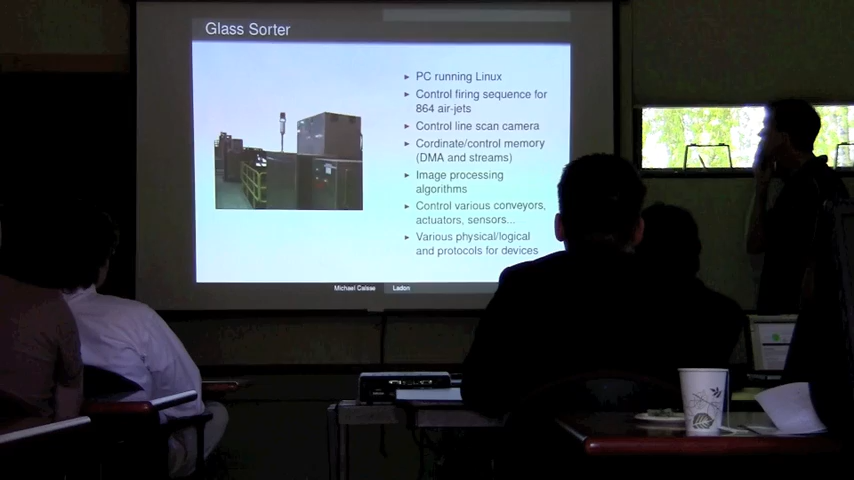 Glass Sorter
▸ PC running Linux
▸ Control firing sequence for
864 air-jets
▸ Control line scan camera
▸ Cordinate/control memory
(DMA and streams)
▸ Image processing
algorithms
▸ Control various conveyors,
actuators, sensors...
▸ Various physical/logical
and protocols for devices
Michael Caisse Ladon